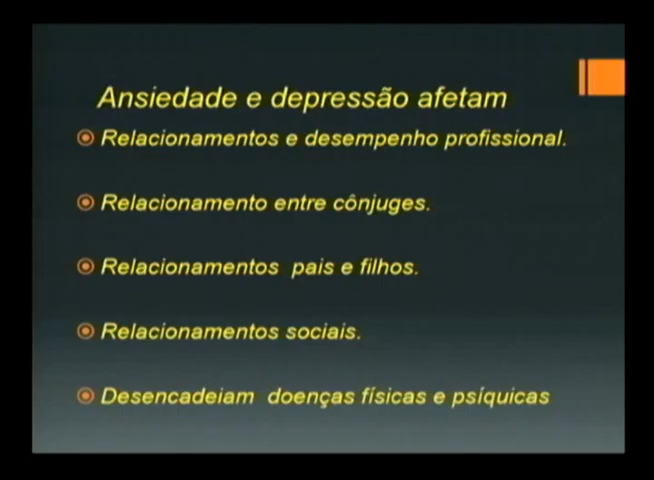 Ansiedade e depressão afetam
Relacionamentos e desempenho profissional.
Relacionamento entre cônjuges.
Relacionamentos pais e filhos.
Relacionamentos sociais.
Desencadeiam doenças físicas e psíquicas